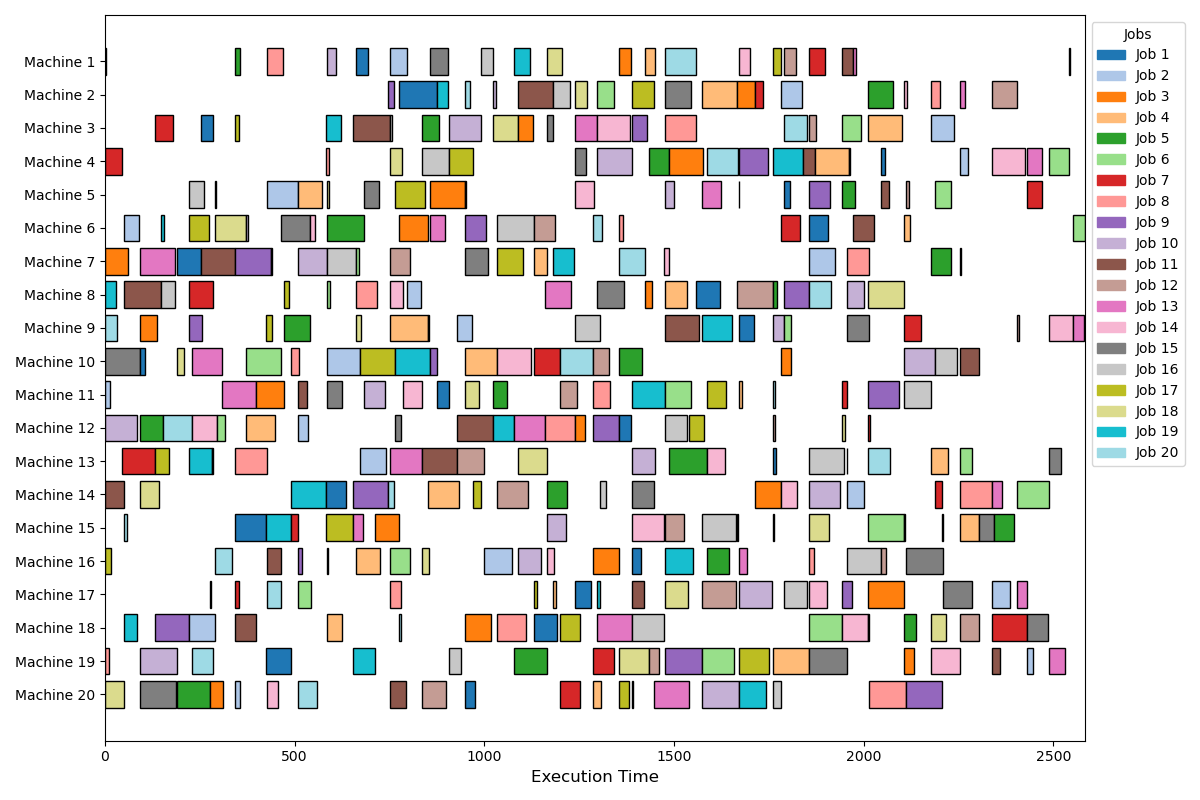 Machine 1
Machine 2
Machine 3
Machine 4
Machine 5
Machine 6
Machine 7
Machine 8
Machine 9
Machine 10
Machine 11
Machine 12
Machine 13
Machine 14
Machine 15
Machine 16
Machine 17
Machine 18
Machine 19
Machine 20
0 500 1000 1500 2000 2500
Execution Time
Jobs
Job 1
Job 2
Job 3
Job 4
Job 5
Job 6
Job 7
Job 8
Job 9
Job 10
Job 11
Job 12
Job 13
Job 14
Job 15
Job 16
Job 17
Job 18
Job 19
Job 20